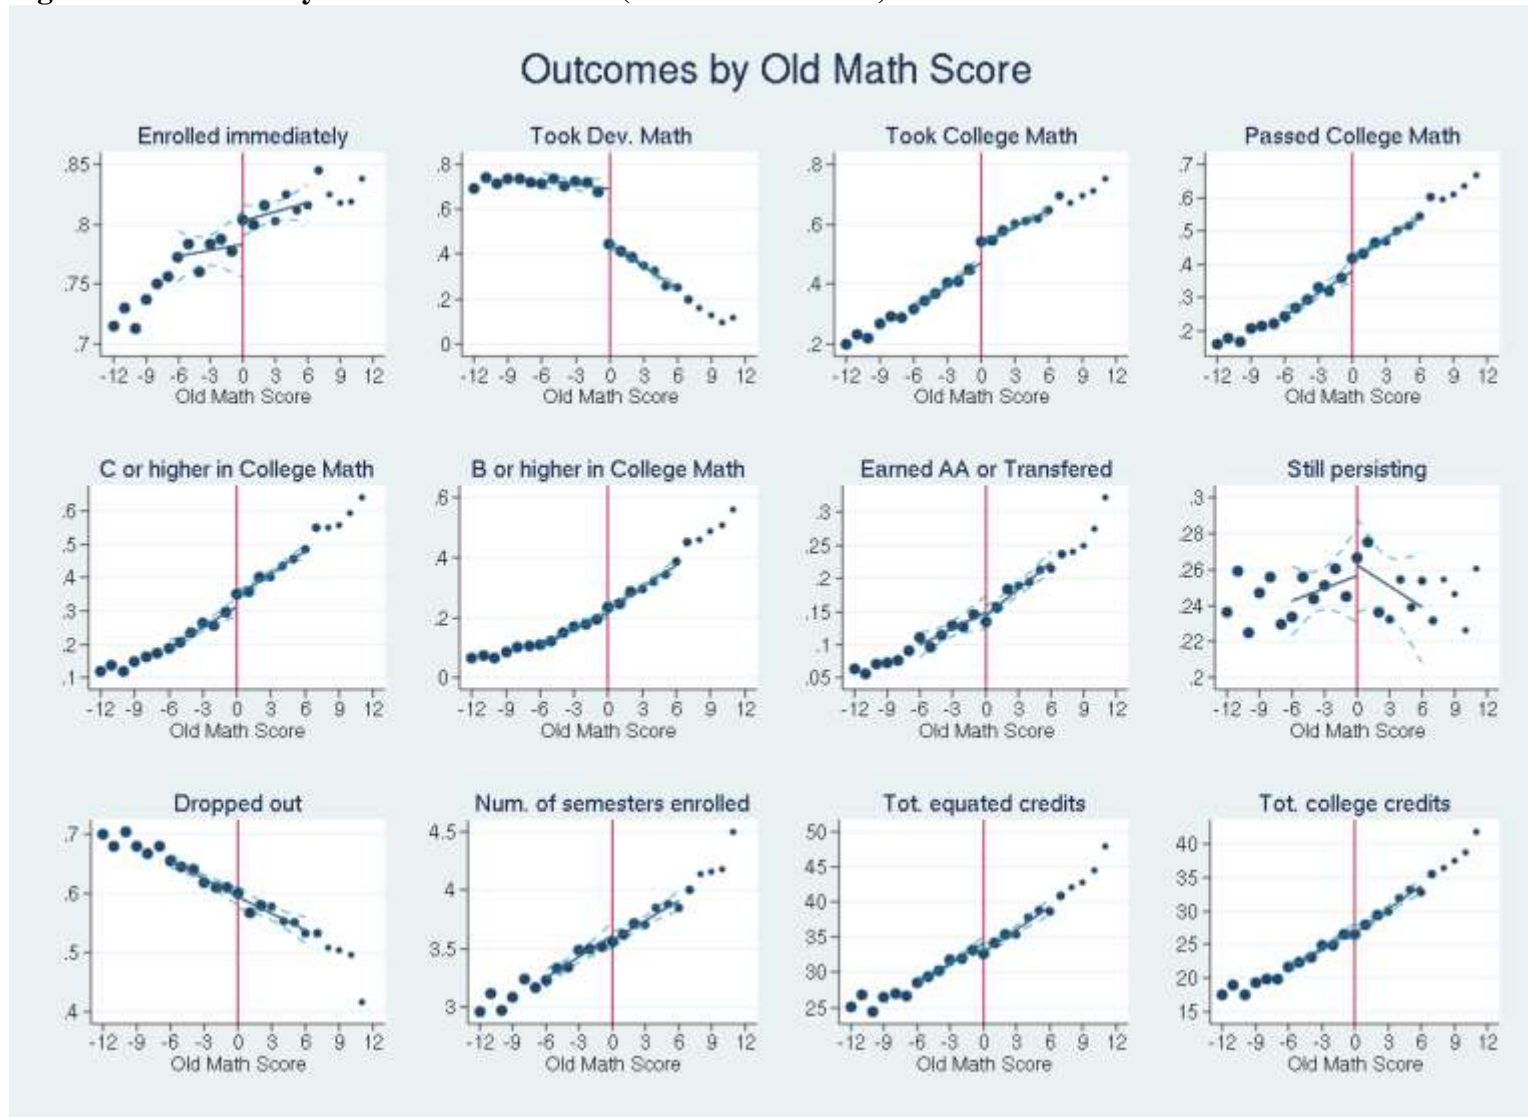 Outcomes by Old Math Score
Enrolled immediately
.85
.8
.75
.7
-12 -9 -6 -3 0 3 6 9 12
Old Math Score
Took Dev. Math
.8
.6
.4
.2
0
-12 -9 -6 -3 0 3 6 9 12
Old Math Score
Took College Math
.8
.6
.4
.2
-12 -9 -6 -3 0 3 6 9 12
Old Math Score
Passed College Math
.7
.6
.5
.4
.3
.2
-12 -9 -6 -3 0 3 6 9 12
Old Math Score
C or higher in College Math
.6
.5
.4
.3
.2
.1
-12 -9 -6 -3 0 3 6 9 12
Old Math Score
B or higher in College Math
.6
.4
.2
0
-12 -9 -6 -3 0 3 6 9 12
Old Math Score
Earned AA or Transfered
.3
.25
.2
.15
.1
.05
-12 -9 -6 -3 0 3 6 9 12
Old Math Score
Still persisting
.3
.28
.26
.24
.22
.2
-12 -9 -6 -3 0 3 6 9 12
Old Math Score
Dropped out
.7
.6
.5
.4
-12 -9 -6 -3 0 3 6 9 12
Old Math Score
Num. of semesters enrolled
4.5
4
3.5
3
-12 -9 -6 -3 0 3 6 9 12
Old Math Score
Tot. equated credits
50
45
40
35
30
25
-12 -9 -6 -3 0 3 6 9 12
Old Math Score
Tot. college credits
40
35
30
25
20
15
-12 -9 -6 -3 0 3 6 9 12
Old Math Score